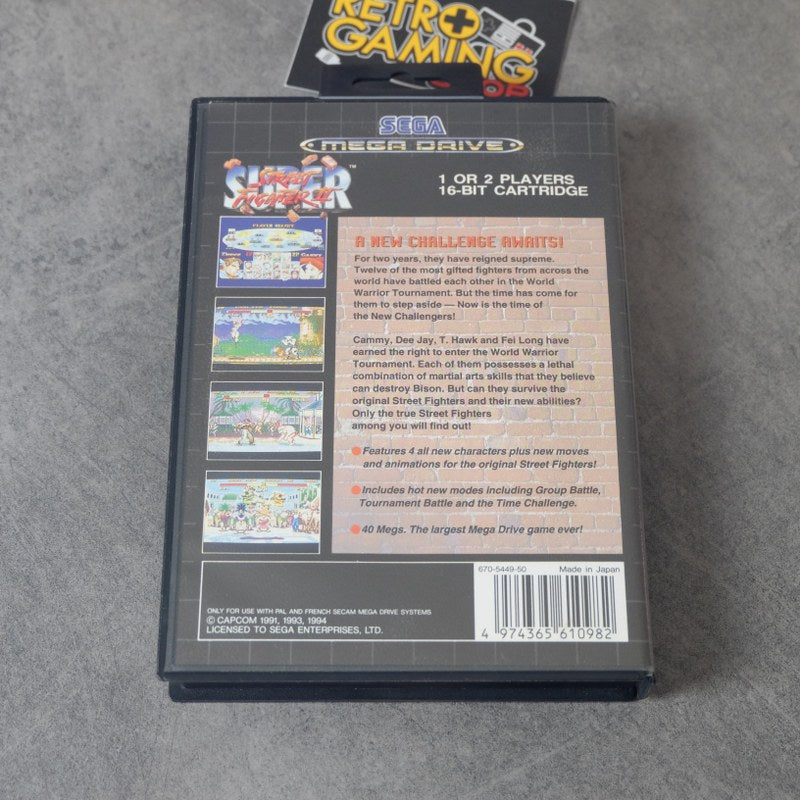 RETRO
GAMING
SEGA
MEGA DRIVE
SUPER
STREET
FIGHTER II
TM
1 OR 2 PLAYERS
16-BIT CARTRIDGE
PLAYER SELECT
A NEW CHALLENGE AWAITS!
For two years, they have reigned supreme.
Twelve of the most gifted fighters from across the
world have battled each other in the World
Warrior Tournament. But the time has come for
them to step aside — Now is the time of
the New Challengers!
Cammy, Dee Jay, T. Hawk and Fei Long have
earned the right to enter the World Warrior
Tournament. Each of them possesses a lethal
combination of martial arts skills that they believe
can destroy Bison. But can they survive the
original Street Fighters and their new abilities?
Only the true Street Fighters
among you will find out!
Features 4 all new characters plus new moves
and animations for the original Street Fighters!
Includes hot new modes including Group Battle,
Tournament Battle and the Time Challenge.
40 Megs. The largest Mega Drive game ever!
670-5449-50 Made in Japan
ONLY FOR USE WITH PAL AND FRENCH SECAM MEGA DRIVE SYSTEMS
© CAPCOM 1991, 1993, 1994
LICENSED TO SEGA ENTERPRISES, LTD.
4 974365 610982